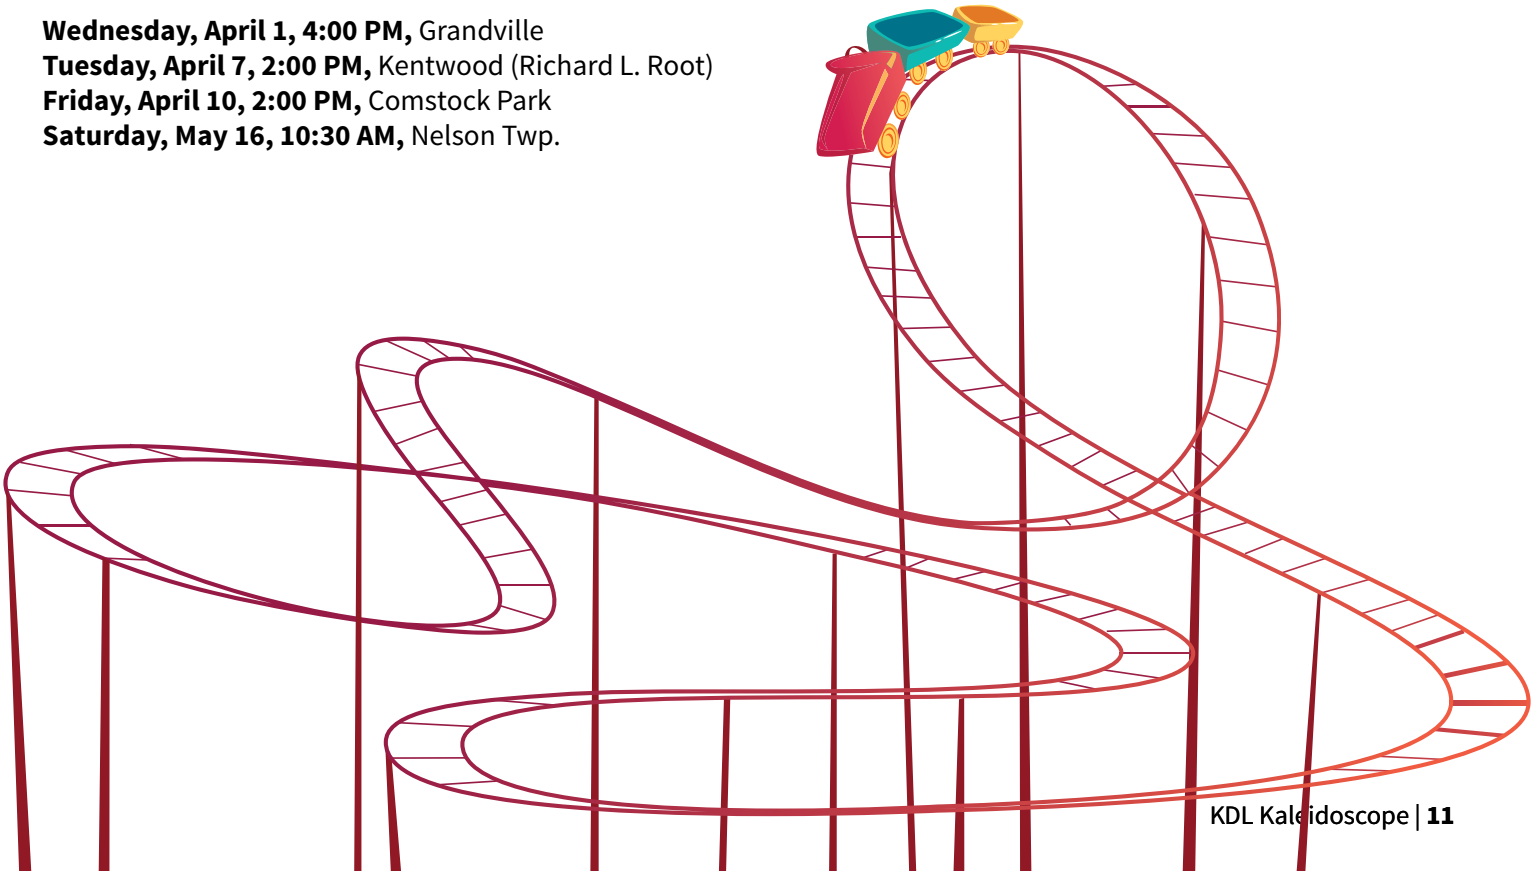 Wednesday, April 1, 4:00 PM, Grandville
Tuesday, April 7, 2:00 PM, Kentwood (Richard L. Root)
Friday, April 10, 2:00 PM, Comstock Park
Saturday, May 16, 10:30 AM, Nelson Twp.
KDL Kaleidoscope | 11